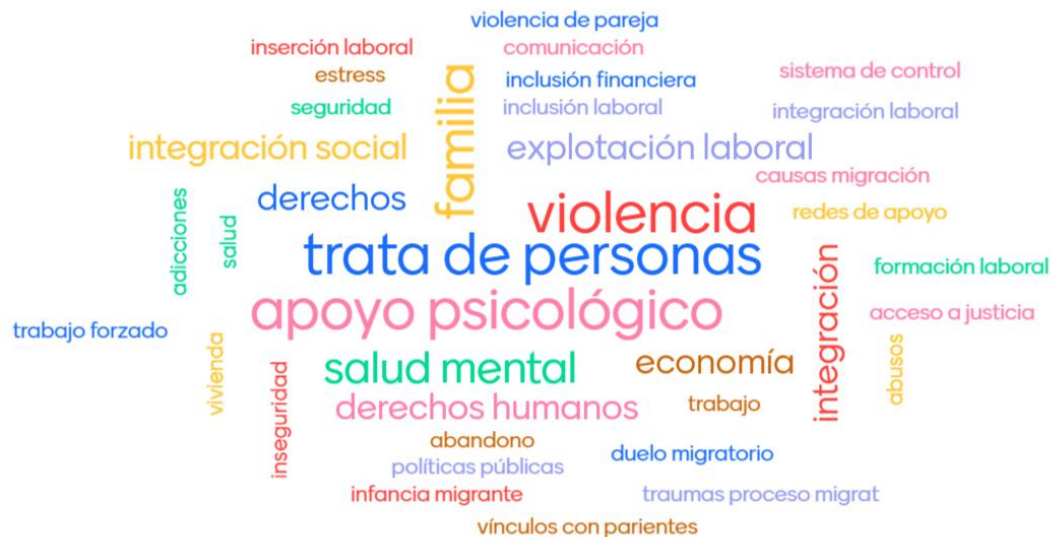 violencia de pareja
inserción laboral
comunicación
estress
inclusión financiera
sistema de control
seguridad
familia
inclusión laboral
integración laboral
integración social
explotación laboral
causas migración
adicciones
salud
derechos
violencia
redes de apoyo
trata de personas
integración
formación laboral
apoyo psicológico
acceso a justicia
trabajo forzado
vivienda
inseguridad
salud mental
economía
abusos
derechos humanos
trabajo
abandono
duelo migratorio
políticas públicas
infancia migrante
traumas proceso migrat
vínculos con parientes